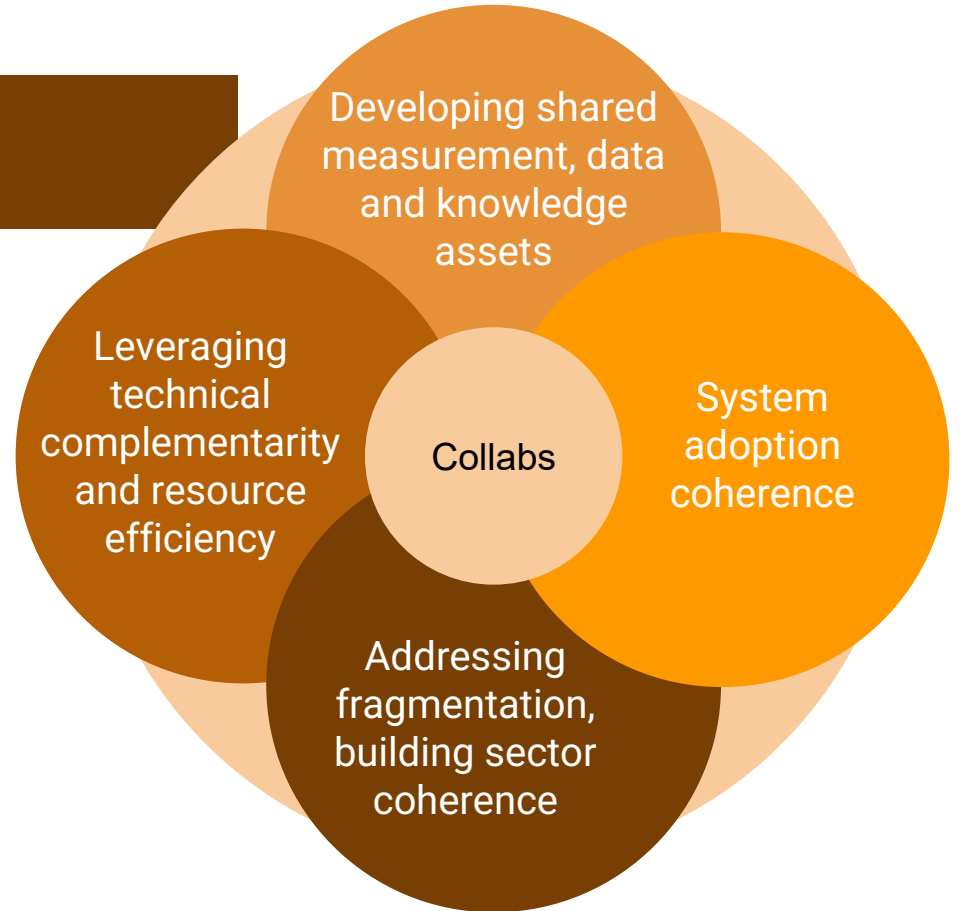 Developing shared
measurement, data
and knowledge
assets
Leveraging
technical
complementarity
and resource
efficiency
Collabs
System
adoption
coherence
Addressing
fragmentation,
building sector
coherence